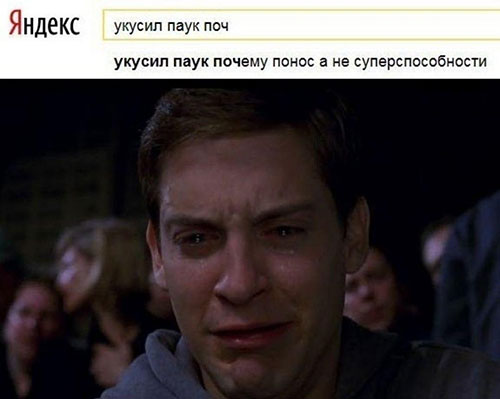 Яндекс
укусил паук поч
укусил паук почему понос а не суперспособности